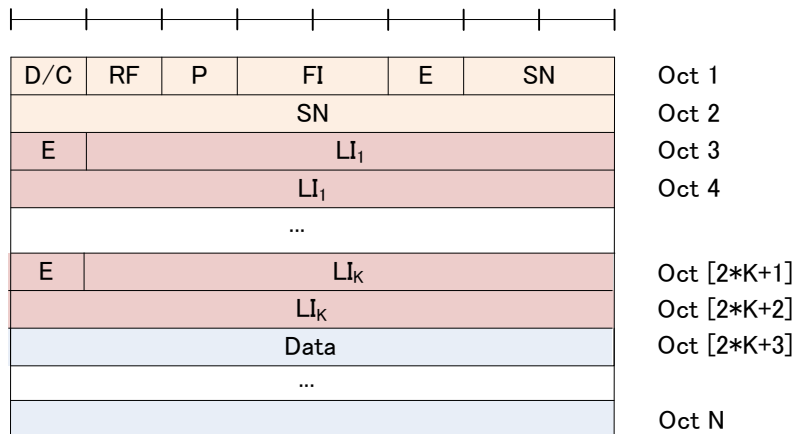 D/C RF P FI E SN Oct 1
SN Oct 2
E LI₁ Oct 3
LI₁ Oct 4
...
E LIK Oct [2*K+1]
LIK Oct [2*K+2]
Data Oct [2*K+3]
...
Oct N